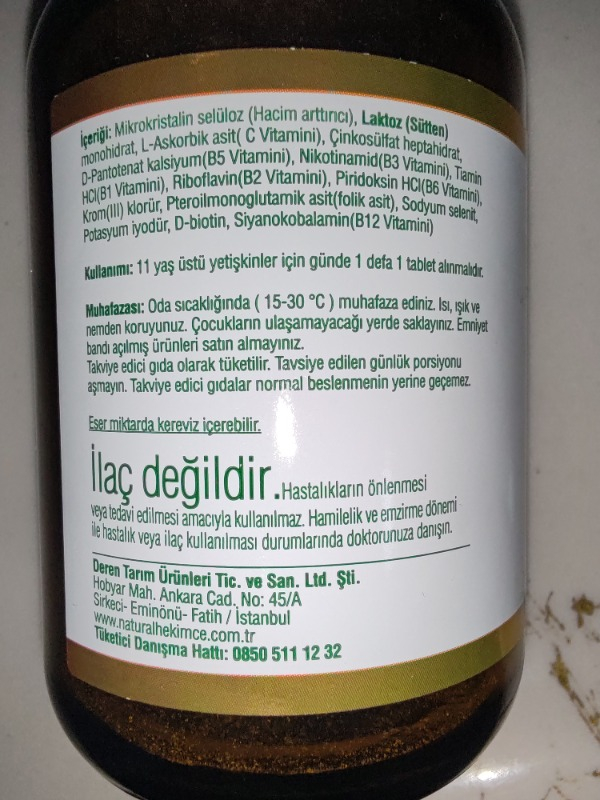 İçeriği: Mikrokristalin selüloz (Hacim arttırıcı), Laktoz (Sütten)
monohidrat, L-Askorbik asit( C Vitamini), Çinkosülfat heptahidrat,
D-Pantotenat kalsiyum(B5 Vitamini), Nikotinamid(B3 Vitamini), Tiamin
HCl(B1 Vitamini), Riboflavin(B2 Vitamini), Piridoksin HCl(B6 Vitamini),
Krom(III) klorür, Pteroilmonoglutamik asit(folik asit), Sodyum selenit,
Potasyum iyodür, D-biotin, Siyanokobalamin(B12 Vitamini)
Kullanımı: 11 yaş üstü yetişkinler için günde 1 defa 1 tablet alınmalıdır.
Muhafazası: Oda sıcaklığında ( 15-30 °C ) muhafaza ediniz. Isı, ışık ve
nemden koruyunuz. Çocukların ulaşamayacağı yerde saklayınız. Emniyet
bandı açılmış ürünleri satın almayınız.
Takviye edici gıda olarak tüketilir. Tavsiye edilen günlük porsiyonu
aşmayın. Takviye edici gıdalar normal beslenmenin yerine geçemez.
Eser miktarda kereviz içerebilir.
İlaç değildir.Hastalıkların önlenmesi
veya tedavi edilmesi amacıyla kullanılmaz. Hamilelik ve emzirme dönemi
ile hastalık veya ilaç kullanılması durumlarında doktorunuza danışın.
Deren Tarım Ürünleri Tic. ve San. Ltd. Şti.
Hobyar Mah. Ankara Cad. No: 45/A
Sirkeci- Eminönü- Fatih / İstanbul
www.naturalhekimce.com.tr
Tüketici Danışma Hattı: 0850 511 12 32